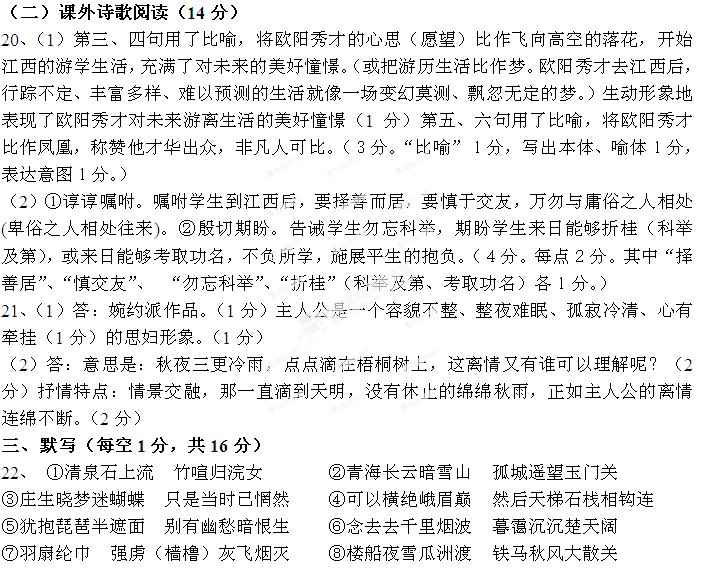 （二）课外诗歌阅读（14 分）
20、（1）第三、四句用了比喻，将欧阳秀才的心思（愿望）比作飞向高空的落花，开始
江西的游学生活，充满了对未来的美好憧憬。（或把游历生活比作梦。欧阳秀才去江西后，
行踪不定、丰富多样、难以预测的生活就像一场变幻莫测、飘忽无定的梦。）生动形象地
表现了欧阳秀才对未来游离生活的美好憧憬（1 分）第五、六句用了比喻，将欧阳秀才
比作凤凰，称赞他才华出众，非凡人可比。（3 分。“比喻”1 分，写出本体、喻体 1 分，
表达意图 1 分。）
（2）①谆谆嘱咐。嘱咐学生到江西后，要择善而居，要慎于交友，万勿与庸俗之人相处
(卑俗之人相处往来)。②殷切期盼。告诫学生勿忘科举，期盼学生来日能够折桂（科举
及第），或来日能够考取功名，不负所学，施展平生的抱负。（4 分。每点 2 分。其中“择
善居”、“慎交友”、 “勿忘科举”、“折桂”（科举及第、考取功名）各 1 分。）
21、（1）答：婉约派作品。（1 分）主人公是一个容貌不整、整夜难眠、孤寂冷清、心有
牵挂（1 分）的思妇形象。（1 分）
（2）答：意思是：秋夜三更冷雨，点点滴在梧桐树上，这离情又有谁可以理解呢？（2
分）抒情特点：情景交融，那一直滴到天明，没有休止的绵绵秋雨，正如主人公的离情
连绵不断。（2 分）
三、默写（每空 1 分，共 16 分）
22、 ①清泉石上流 竹喧归浣女 ②青海长云暗雪山 孤城遥望玉门关
③庄生晓梦迷蝴蝶 只是当时已惘然 ④可以横绝峨眉巅 然后天梯石栈相钩连
⑤犹抱琵琶半遮面 别有幽愁暗恨生 ⑥念去去千里烟波 暮霭沉沉楚天阔
⑦羽扇纶巾 强虏（樯橹）灰飞烟灭 ⑧楼船夜雪瓜洲渡 铁马秋风大散关